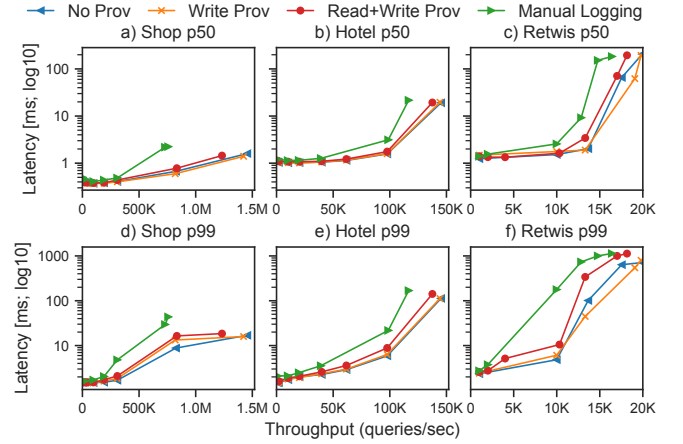 No Prov Write Prov Read+Write Prov Manual Logging
a) Shop p50 b) Hotel p50 c) Retwis p50
Latency [ms; log10]
100
10
1
0 500K 1.0M 1.5M 0 50K 100K 150K 0 5K 10K 15K 20K
d) Shop p99 e) Hotel p99 f) Retwis p99
Latency [ms; log10]
1000
100
10
0 500K 1.0M 1.5M 0 50K 100K 150K 0 5K 10K 15K 20K
Throughput (queries/sec)